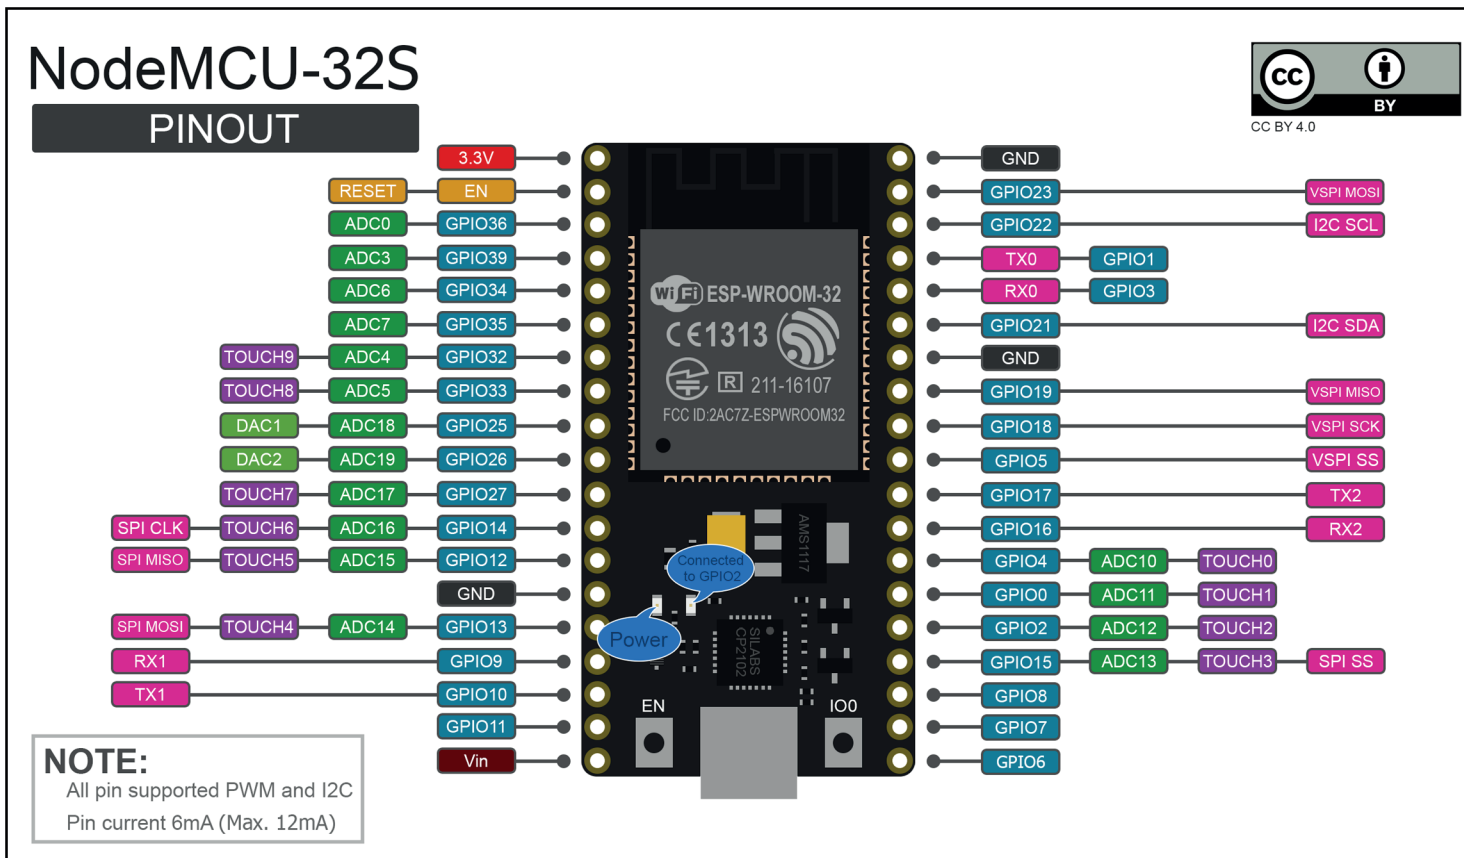 NodeMCU-32S
PINOUT
cc
BY
CC BY 4.0
3.3V
GND
RESET EN
GPIO23 VSPI MOSI
ADC0 GPIO36
GPIO22 I2C SCL
ADC3 GPIO39
TX0 GPIO1
ADC6 GPIO34
RX0 GPIO3
ADC7 GPIO35
GPIO21 I2C SDA
TOUCH9 ADC4 GPIO32
GND
TOUCH8 ADC5 GPIO33
GPIO19 VSPI MISO
DAC1 ADC18 GPIO25
GPIO18 VSPI SCK
DAC2 ADC19 GPIO26
GPIO5 VSPI SS
TOUCH7 ADC17 GPIO27
GPIO17 TX2
SPI CLK TOUCH6 ADC16 GPIO14
GPIO16 RX2
SPI MISO TOUCH5 ADC15 GPIO12
GPIO4 ADC10 TOUCH0
GND
GPIO0 ADC11 TOUCH1
SPI MOSI TOUCH4 ADC14 GPIO13
GPIO2 ADC12 TOUCH2
RX1 GPIO9
GPIO15 ADC13 TOUCH3 SPI SS
TX1 GPIO10
GPIO8
GPIO11
GPIO7
Vin
GPIO6
WiFi ESP-WROOM-32
CE1313
R 211-16107
FCC ID:2AC7Z-ESPWROOM32
AMS1117
Connected
to GPIO2
Power
SILABS
CP2102
EN
IO0
NOTE:
All pin supported PWM and I2C
Pin current 6mA (Max. 12mA)